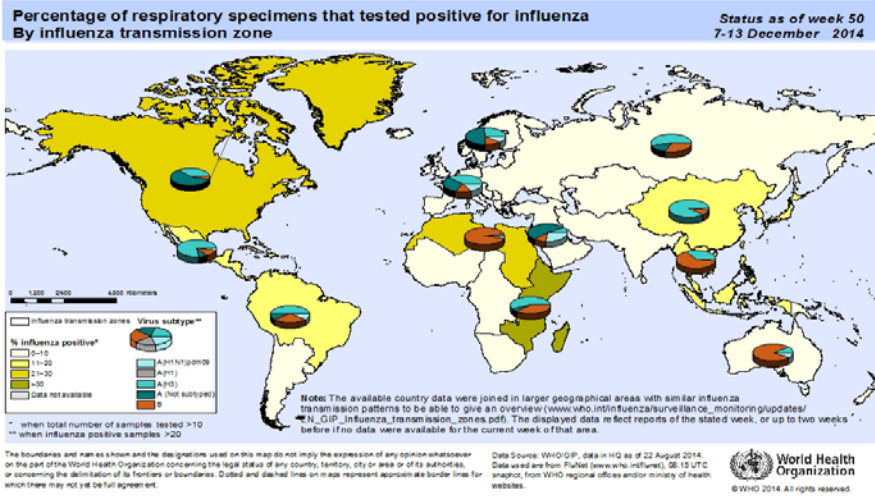 Percentage of respiratory specimens that tested positive for influenza
By influenza transmission zone
Status as of week 50
7-13 December 2014
0 1,200 2400 4,800 Kilometers
Influenza transmission zones
Virus subtype**
% influenza positive*
0-10
11-20
21-30
>30
Data not available
A(H1N1)pdm09
A(H1)
A(H3)
A (Not subtyped)
B
* when total number of samples tested >10
** when influenza positive samples >20
Note: The available country data were joined in larger geographical areas with similar influenza
transmission patterns to be able to give an overview (www.who.int/influenza/surveillance_monitoring/updates/
EN_GIP_Influenza_transmission_zones.pdf). The displayed data reflect reports of the stated week, or up to two weeks
before if no data were available for the current week of that area.
The boundaries and names shown and the designations used on this map do not imply the expression of any opinion whatsoever
on the part of the World Health Organization concerning the legal status of any country, territory, city or area or of its authorities,
or concerning the delimitation of its frontiers or boundaries. Dotted and dashed lines on maps represent approximate border lines for
which there may not yet be full agreement.
Data Source: WHO/GIP, data in HQ as of 22 August 2014.
Data used are from FluNet (www.who.int/flunet), 08:15 UTC
snapshot, from WHO regional offices and/or ministry of health
websites.
World Health
Organization
© WHO 2014. All rights reserved.